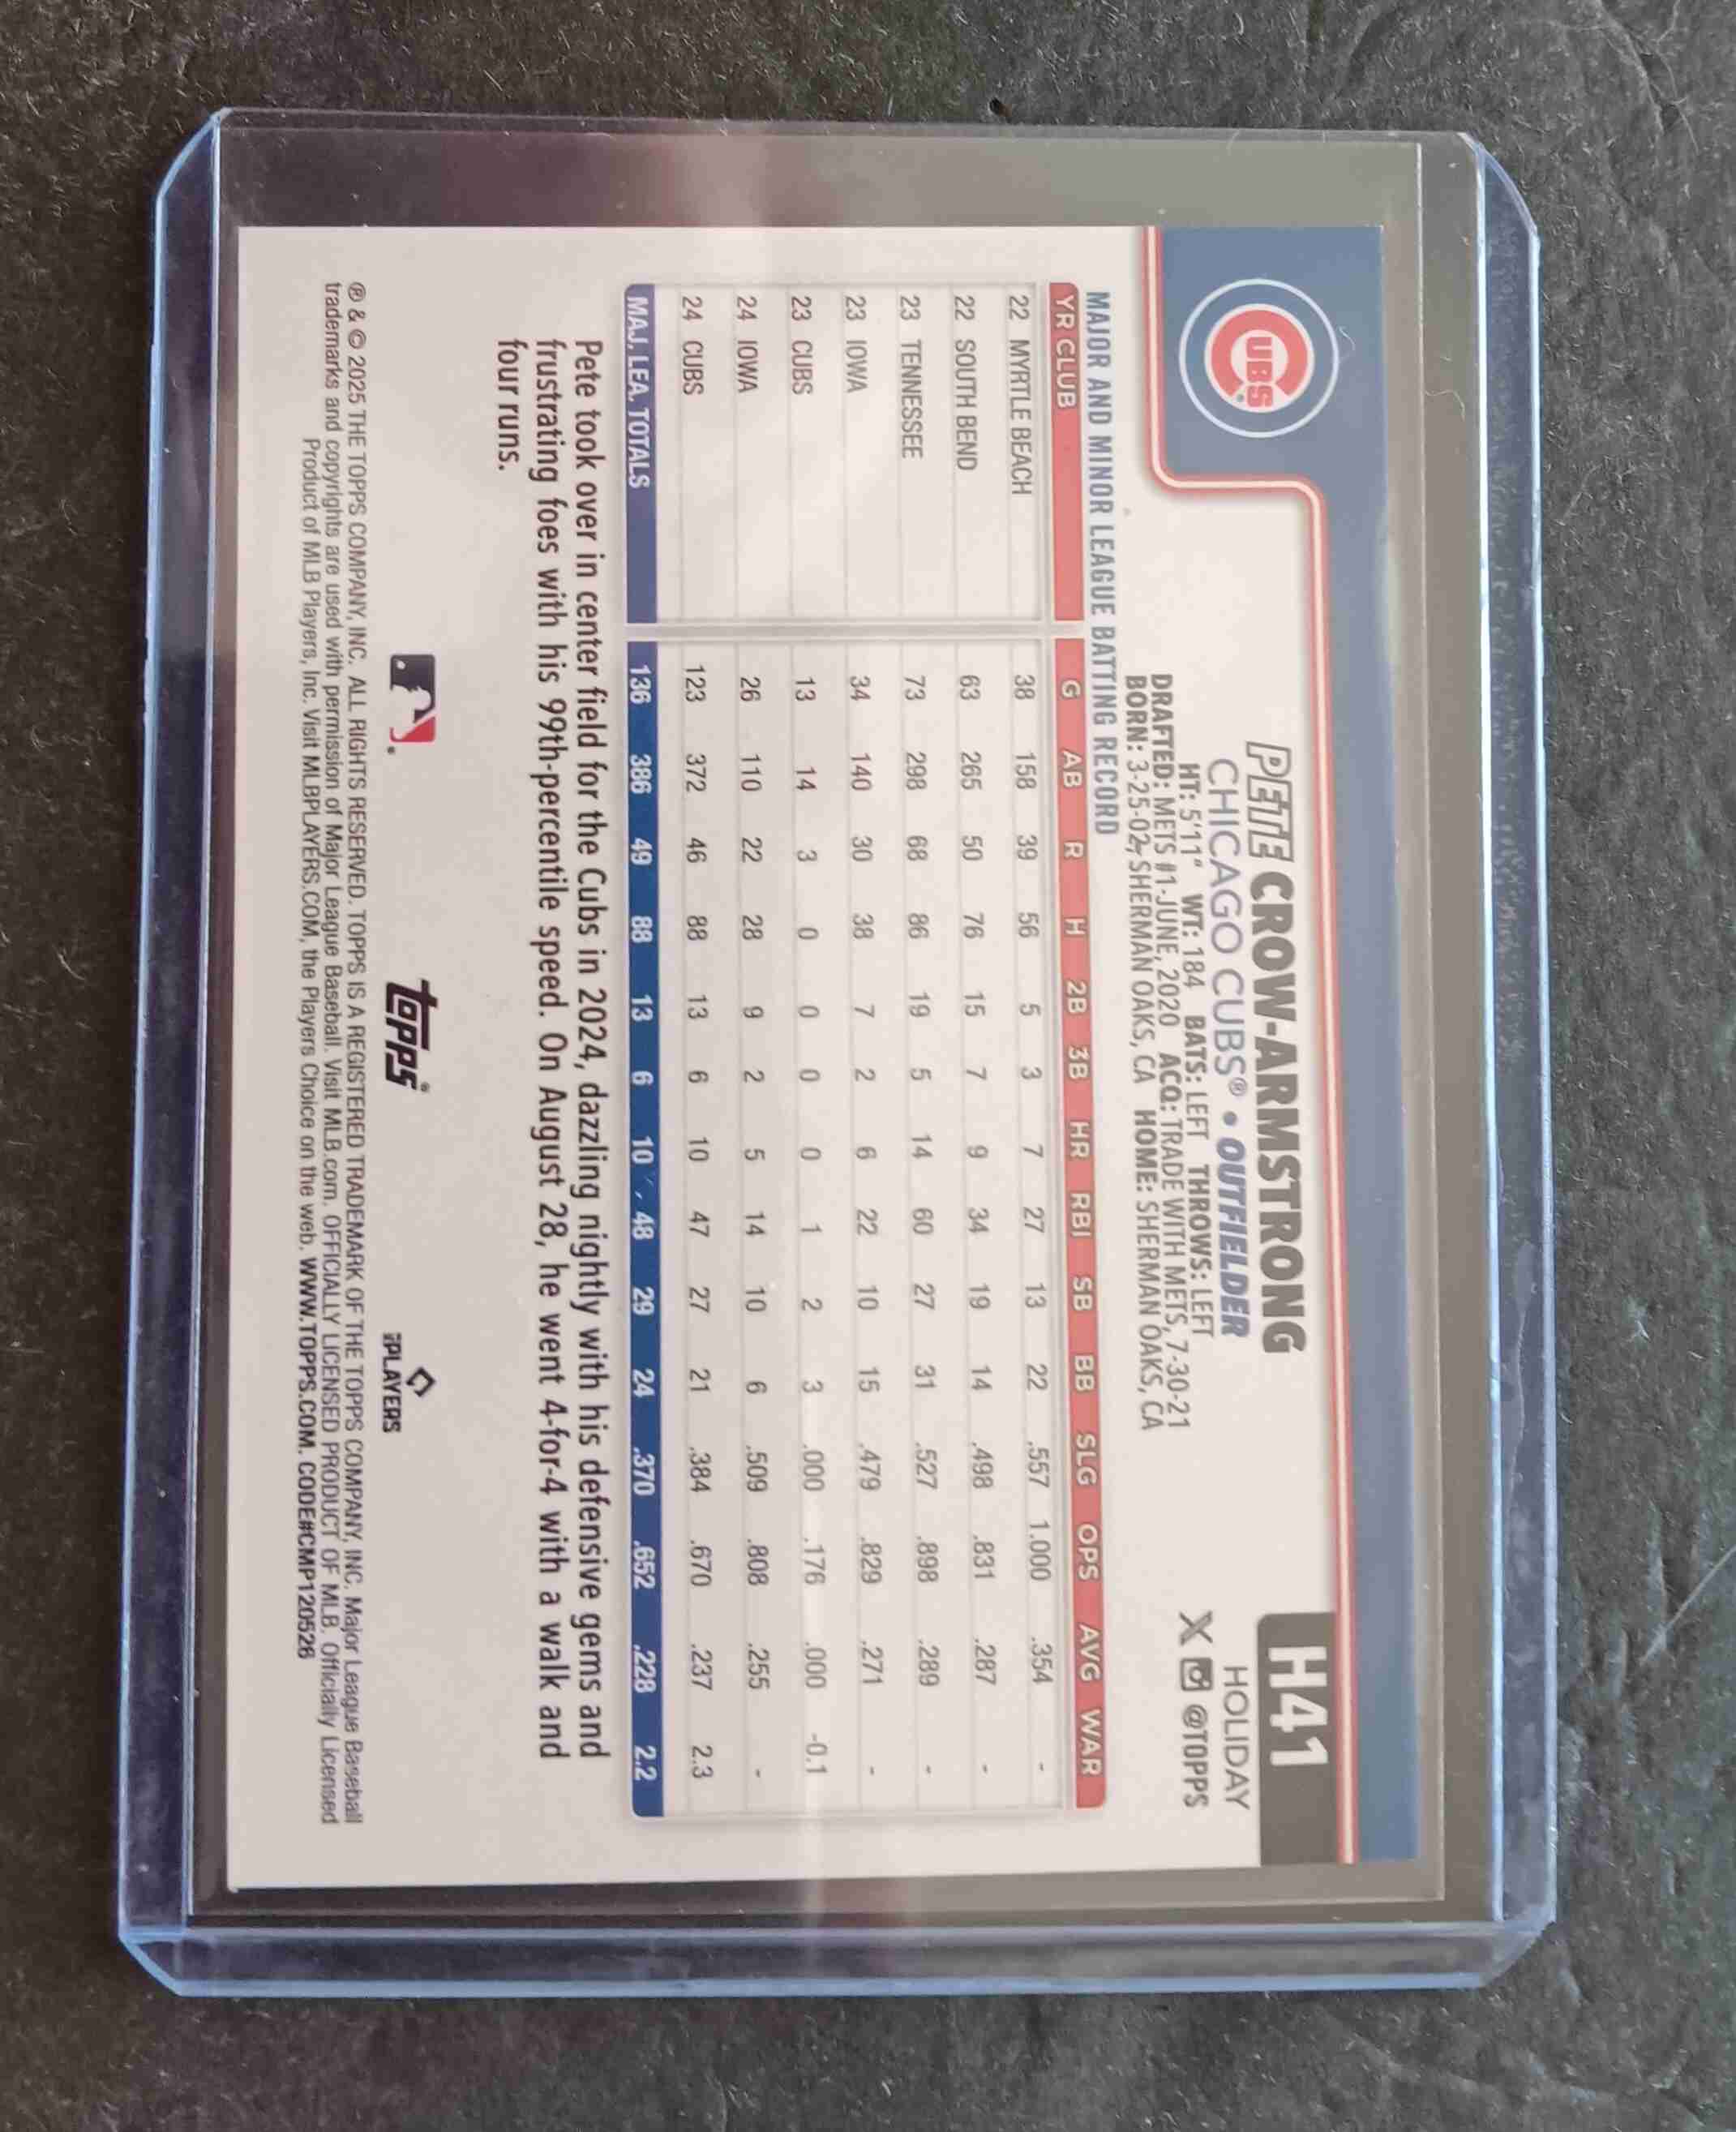 UBS
PETE CROW-ARMSTRONG
CHICAGO CUBS® • OUTFIELDER
HT: 5'11" WT: 184 BATS: LEFT THROWS: LEFT
DRAFTED: METS #1-JUNE, 2020 ACQ: TRADE WITH METS, 7-30-21
BORN: 3-25-02, SHERMAN OAKS, CA HOME: SHERMAN OAKS, CA
H41
HOLIDAY
X @TOPPS
MAJOR AND MINOR LEAGUE BATTING RECORD
YR CLUB G AB R H 2B 3B HR RBI SB BB SLG OPS AVG WAR
22 MYRTLE BEACH 38 158 39 56 5 3 7 27 13 22 .557 1.000 .354 -
22 SOUTH BEND 63 265 50 76 15 7 9 34 19 14 .498 .831 .287 -
23 TENNESSEE 73 298 68 86 19 5 14 60 27 31 .527 .898 .289 -
23 IOWA 34 140 30 38 7 2 6 22 10 15 .479 .829 .271 -
23 CUBS 13 14 3 0 0 0 0 1 2 3 .000 .176 .000 -0.1
24 IOWA 26 110 22 28 9 2 5 14 10 6 .509 .808 .255 -
24 CUBS 123 372 46 88 13 6 10 47 27 21 .384 .670 .237 2.3
MAJ. LEA. TOTALS 136 386 49 88 13 6 10 48 29 24 .370 .652 .228 2.2
Pete took over in center field for the Cubs in 2024, dazzling nightly with his defensive gems and
frustrating foes with his 99th-percentile speed. On August 28, he went 4-for-4 with a walk and
four runs.
topps®
PLAYERS
® & © 2025 THE TOPPS COMPANY, INC. ALL RIGHTS RESERVED. TOPPS IS A REGISTERED TRADEMARK OF THE TOPPS COMPANY, INC. Major League Baseball
trademarks and copyrights are used with permission of Major League Baseball. Visit MLB.com. OFFICIALLY LICENSED PRODUCT OF MLB. Officially Licensed
Product of MLB Players, Inc. Visit MLBPLAYERS.COM, the Players Choice on the web. WWW.TOPPS.COM. CODE#CMP120526